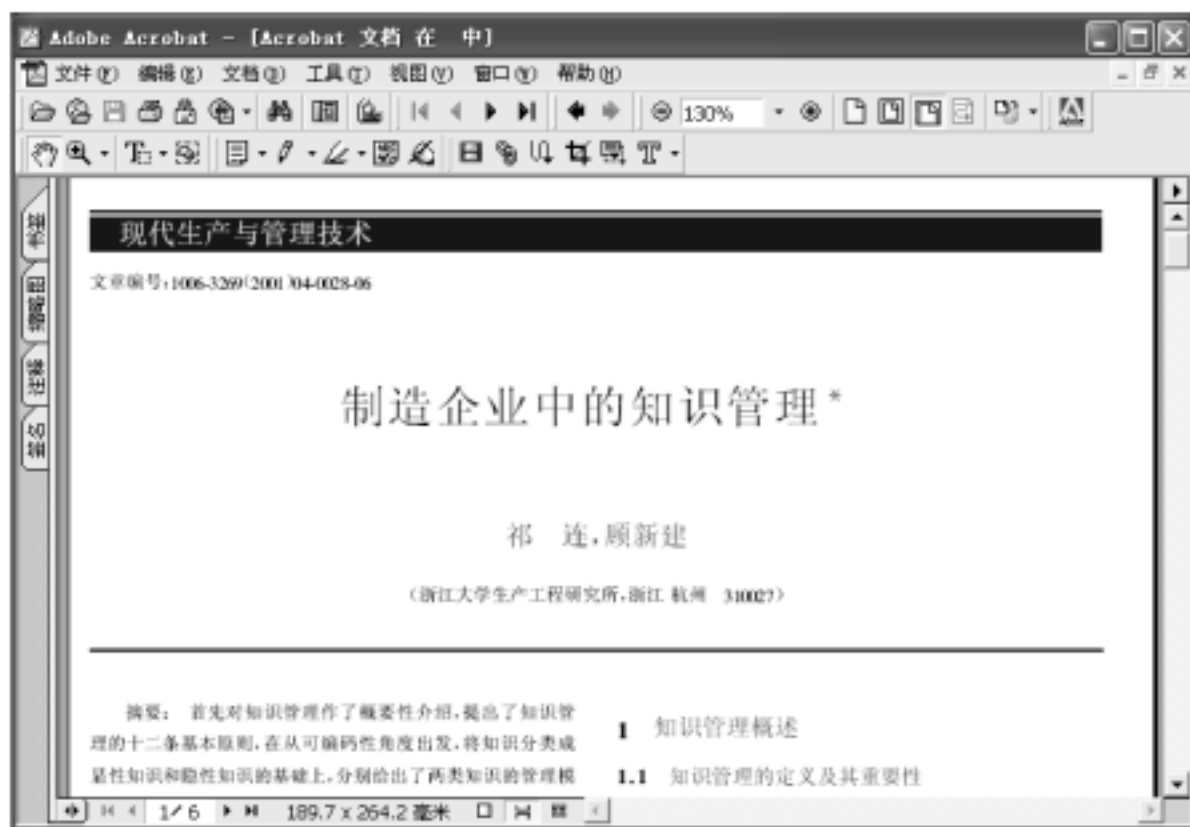 Adobe Acrobat - [Acrobat 文档 在 中]
文件(F) 编辑(E) 文档(D) 工具(T) 视图(V) 窗口(W) 帮助(H)
130%
书签
缩略图
注释
签名
现代生产与管理技术
文章编号:1006-3269(2001)04-0028-06
制造企业中的知识管理*
祁 连,顾新建
(浙江大学生产工程研究所,浙江 杭州 310027)
摘要: 首先对知识管理作了概要性介绍,提出了知识管
理的十二条基本原则,在从可编码性角度出发,将知识分类成
显性知识和隐性知识的基础上,分别给出了两类知识的管理模
1 知识管理概述
1.1 知识管理的定义及其重要性
1/ 6 189.7 x 264.2 毫米